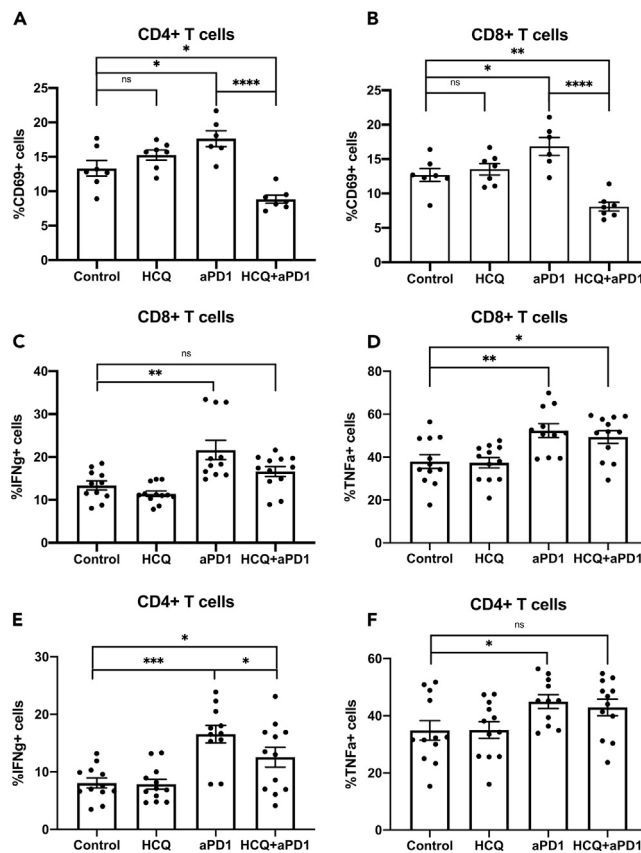 A
CD4+ T cells
*
*
ns
****
%CD69+ cells
25
20
15
10
5
0
Control HCQ aPD1 HCQ+aPD1
B
CD8+ T cells
**
*
ns
****
%CD69+ cells
25
20
15
10
5
0
Control HCQ aPD1 HCQ+aPD1
C
CD8+ T cells
ns
**
%IFNg+ cells
40
30
20
10
0
Control HCQ aPD1 HCQ+aPD1
D
CD8+ T cells
*
**
%TNFa+ cells
80
60
40
20
0
Control HCQ aPD1 HCQ+aPD1
E
CD4+ T cells
*
***
*
%IFNg+ cells
30
20
10
0
Control HCQ aPD1 HCQ+aPD1
F
CD4+ T cells
ns
*
%TNFa+ cells
60
40
20
0
Control HCQ aPD1 HCQ+aPD1